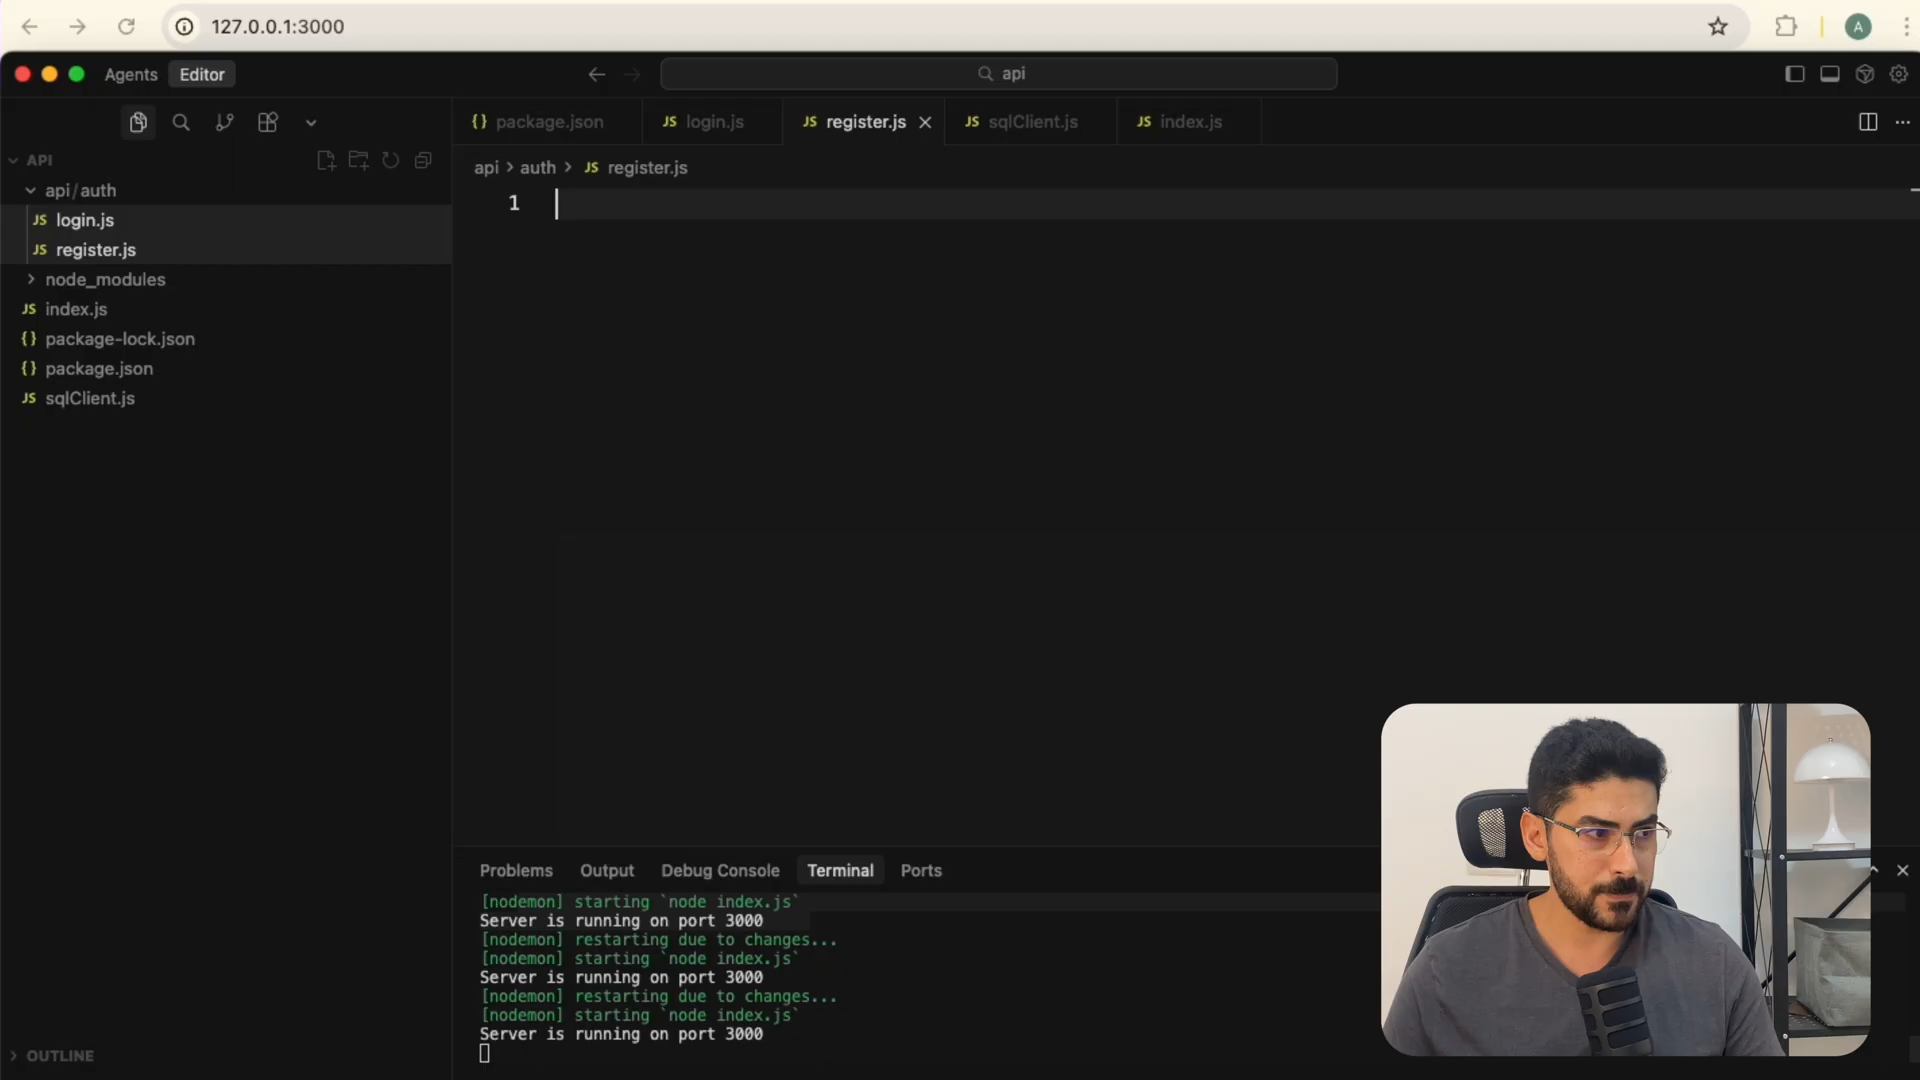 127.0.0.1:3000
A
Agents Editor
api
{} package.json
JS login.js
JS register.js
JS sqlClient.js
JS index.js
API
api/auth
JS login.js
JS register.js
node_modules
JS index.js
{} package-lock.json
{} package.json
JS sqlClient.js
OUTLINE
api > auth > JS register.js
1
Problems Output Debug Console Terminal Ports
[nodemon] starting `node index.js`
Server is running on port 3000
[nodemon] restarting due to changes...
[nodemon] starting `node index.js`
Server is running on port 3000
[nodemon] restarting due to changes...
[nodemon] starting `node index.js`
Server is running on port 3000